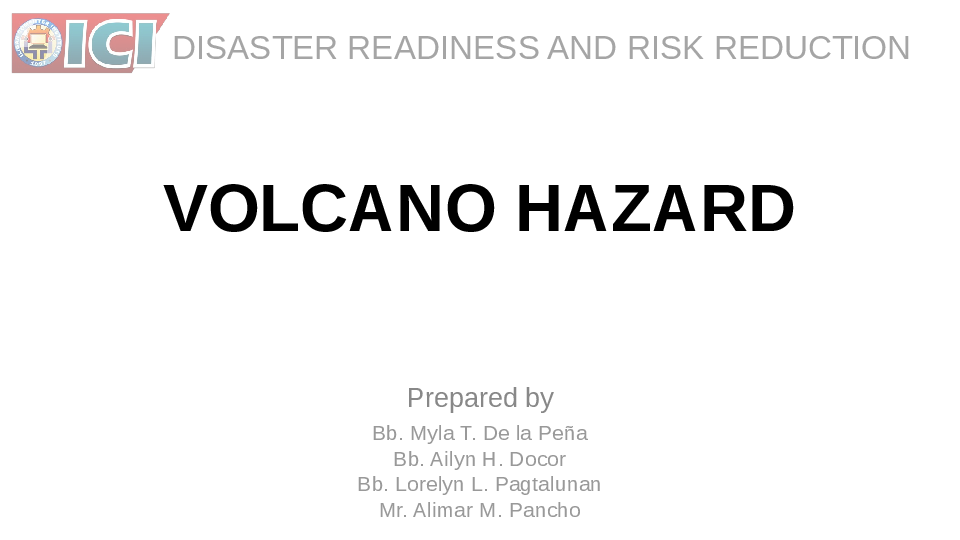 ICI
DISASTER READINESS AND RISK REDUCTION
VOLCANO HAZARD
Prepared by
Bb. Myla T. De la Peña
Bb. Ailyn H. Docor
Bb. Lorelyn L. Pagtalunan
Mr. Alimar M. Pancho